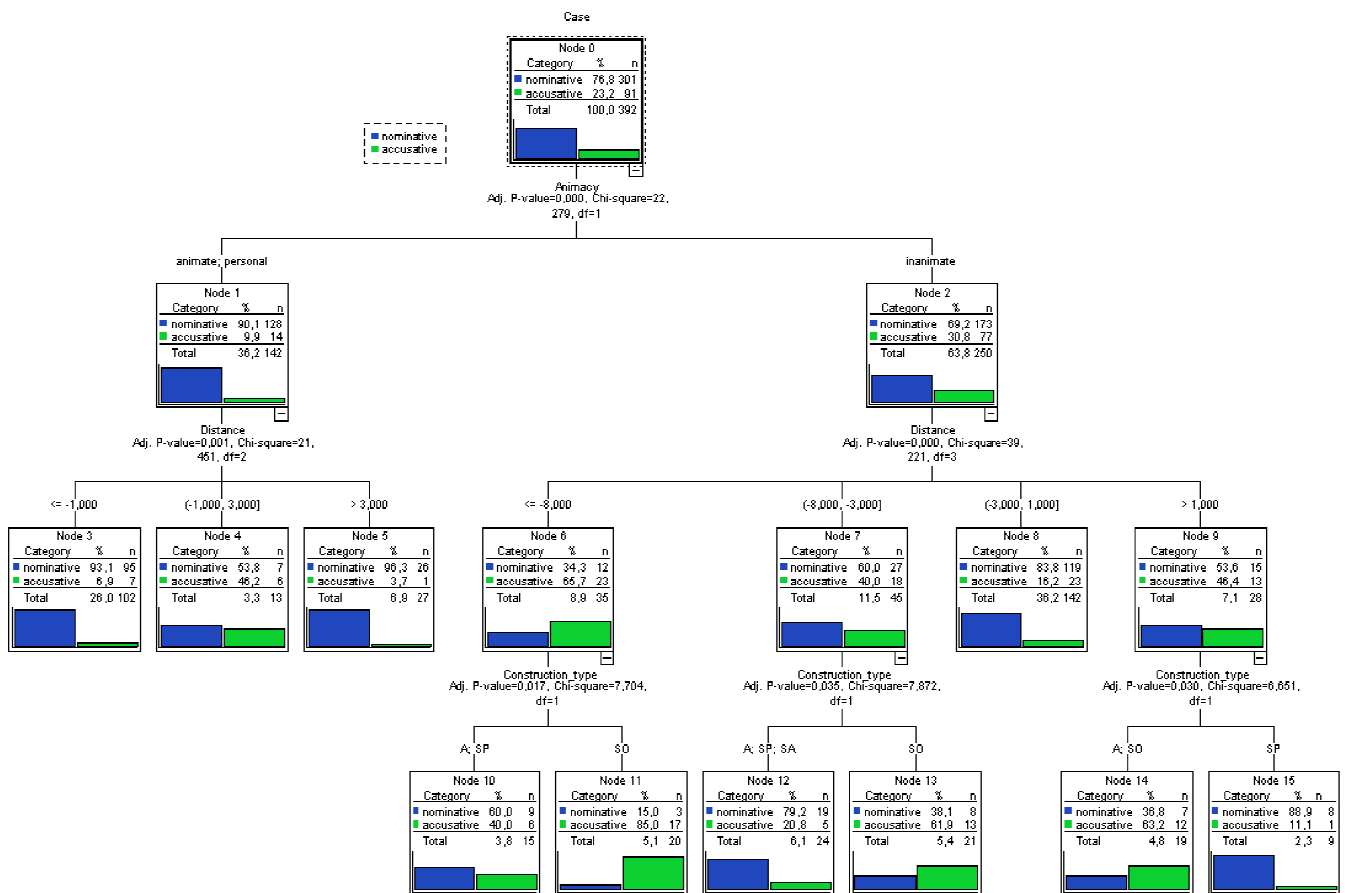 Case
Node 0
Category % n
nominative 76,8 301
accusative 23,2 91
Total 100,0 392
nominative
accusative
Animacy
Adj. P-value=0,000, Chi-square=22,
279, df=1
animate; personal
inanimate
Node 1
Category % n
nominative 90,1 128
accusative 9,9 14
Total 36,2 142
Node 2
Category % n
nominative 69,2 173
accusative 30,8 77
Total 63,8 250
Distance
Adj. P-value=0,001, Chi-square=21,
451, df=2
Distance
Adj. P-value=0,000, Chi-square=39,
221, df=3
<= -1,000
(-1,000, 3,000]
> 3,000
<= -8,000
(-8,000, -3,000]
(-3,000, 1,000]
> 1,000
Node 3
Category % n
nominative 93,1 95
accusative 6,9 7
Total 26,0 102
Node 4
Category % n
nominative 53,8 7
accusative 46,2 6
Total 3,3 13
Node 5
Category % n
nominative 96,3 26
accusative 3,7 1
Total 6,9 27
Node 6
Category % n
nominative 34,3 12
accusative 65,7 23
Total 8,9 35
Node 7
Category % n
nominative 60,0 27
accusative 40,0 18
Total 11,5 45
Node 8
Category % n
nominative 83,8 119
accusative 16,2 23
Total 36,2 142
Node 9
Category % n
nominative 53,6 15
accusative 46,4 13
Total 7,1 28
Construction_type
Adj. P-value=0,017, Chi-square=7,704,
df=1
Construction_type
Adj. P-value=0,035, Chi-square=7,872,
df=1
Construction_type
Adj. P-value=0,030, Chi-square=6,651,
df=1
A; SP
SO
A; SP; SA
SO
A; SO
SP
Node 10
Category % n
nominative 60,0 9
accusative 40,0 6
Total 3,8 15
Node 11
Category % n
nominative 15,0 3
accusative 85,0 17
Total 5,1 20
Node 12
Category % n
nominative 79,2 19
accusative 20,8 5
Total 6,1 24
Node 13
Category % n
nominative 38,1 8
accusative 61,9 13
Total 5,4 21
Node 14
Category % n
nominative 36,8 7
accusative 63,2 12
Total 4,8 19
Node 15
Category % n
nominative 88,9 8
accusative 11,1 1
Total 2,3 9